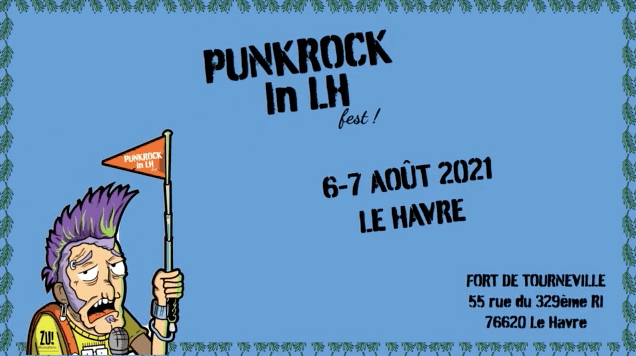 PUNKROCK
In LH
fest !
PUNKROCK
in LH
6-7 AOÛT 2021
LE HAVRE
FORT DE TOURNEVILLE
55 rue du 329ème RI
76620 Le Havre
ZU!